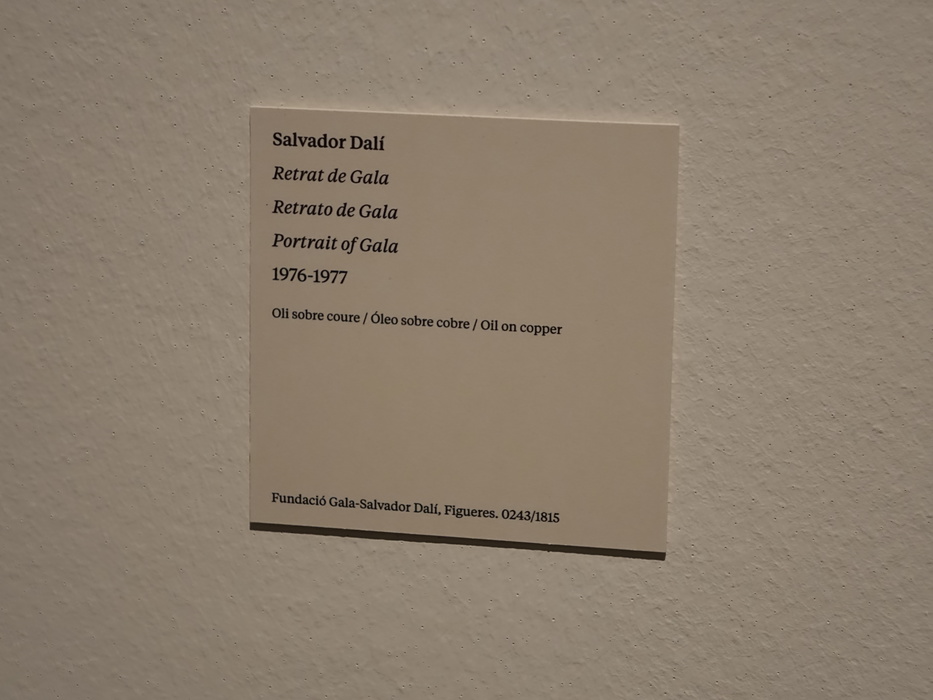 Salvador Dalí
Retrat de Gala
Retrato de Gala
Portrait of Gala
1976-1977
Oli sobre coure / Óleo sobre cobre / Oil on copper
Fundació Gala-Salvador Dalí, Figueres. 0243/1815